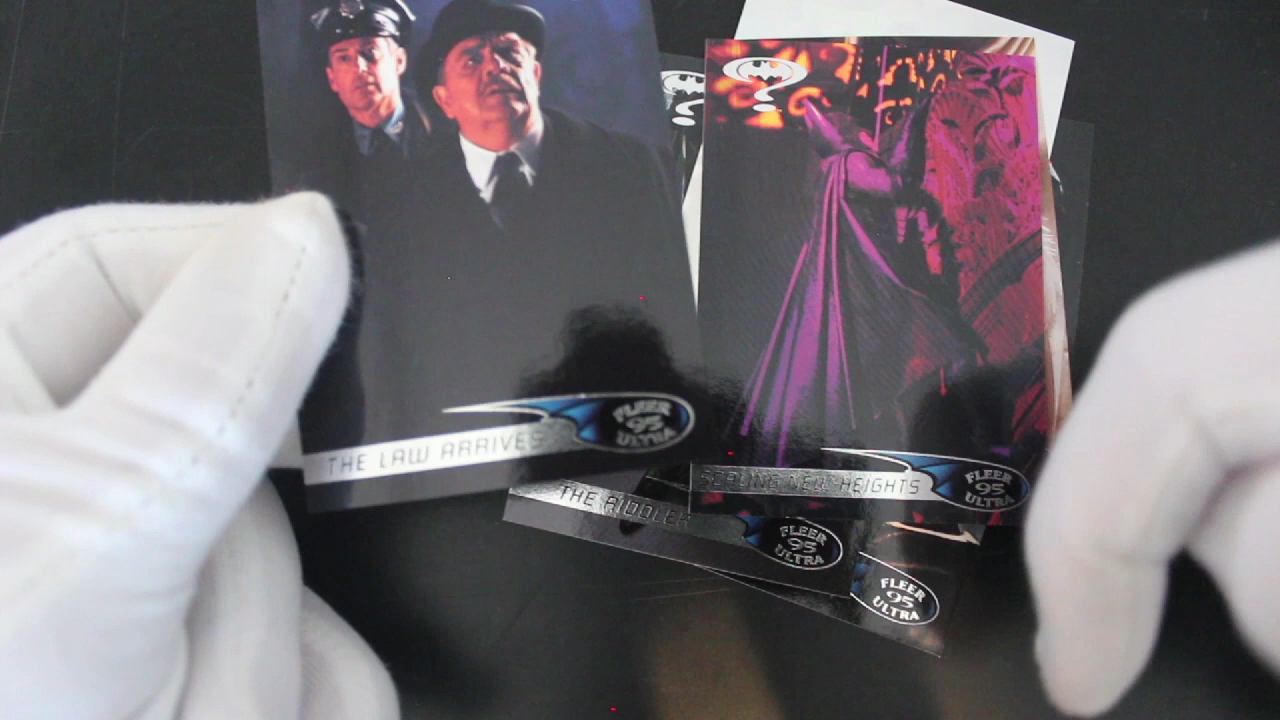 THE LAW ARRIVES
FLEER
95
ULTRA
?
SCALING NEW HEIGHTS
FLEER
95
ULTRA
?
THE RIDDLER
FLEER
95
ULTRA
FLEER
95
ULTRA